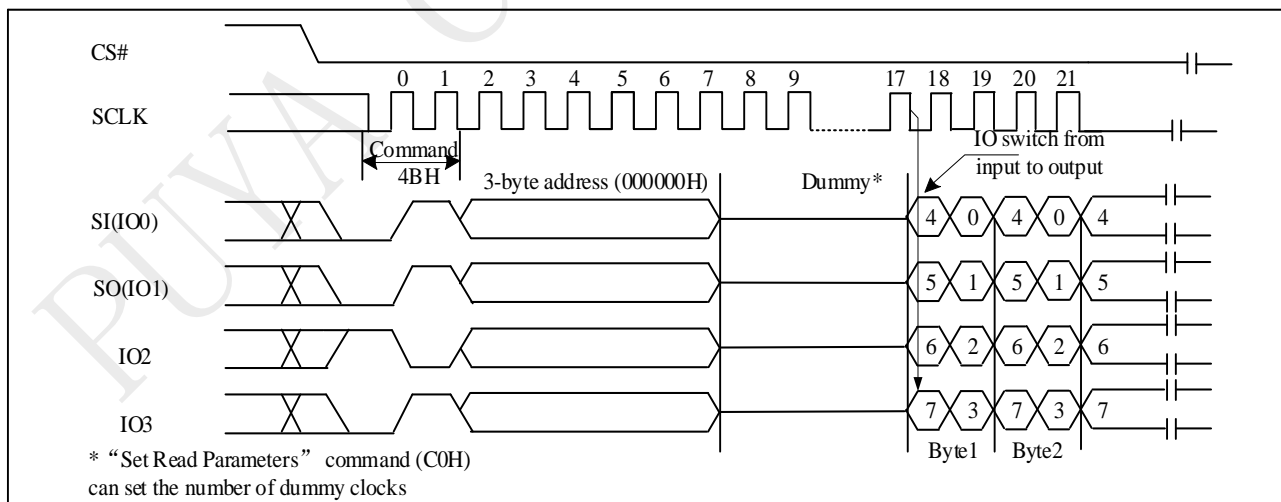 PUYA
CS#
0 1 2 3 4 5 6 7 8 9 17 18 19 20 21
SCLK
Command
4BH
IO switch from
input to output
3-byte address (000000H)
Dummy*
SI(IO0)
4 0 4 0 4
SO(IO1)
5 1 5 1 5
IO2
6 2 6 2 6
IO3
7 3 7 3 7
Byte1 Byte2
* “Set Read Parameters” command (C0H)
can set the number of dummy clocks